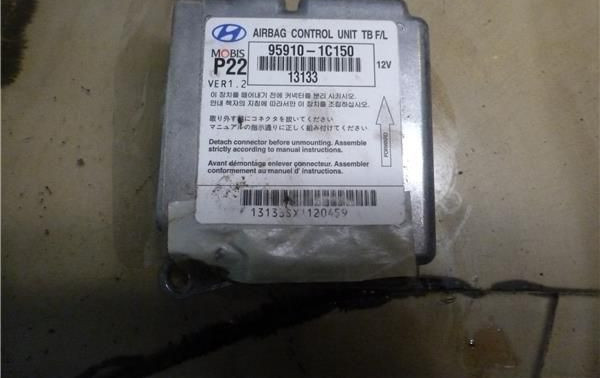 AIRBAG CONTROL UNIT TB F/L
MOBIS
95910-1C150
P22
13133
12V
VER1.2
이 장치를 떼어내기 전에 커넥터를 분리 시키시오.
안내 책자의 지침에 따라서만 이 장치를 조립하십시오.
取り外す前にコネクタを抜いてください
マニュアルの指示通りに正しく組み付けてください
Detach connector before unmounting. Assemble
strictly according to manual instructions.
FORWARD
Avant démontage enlever connecteur. Assembler
conformement au manuel d' instructions.